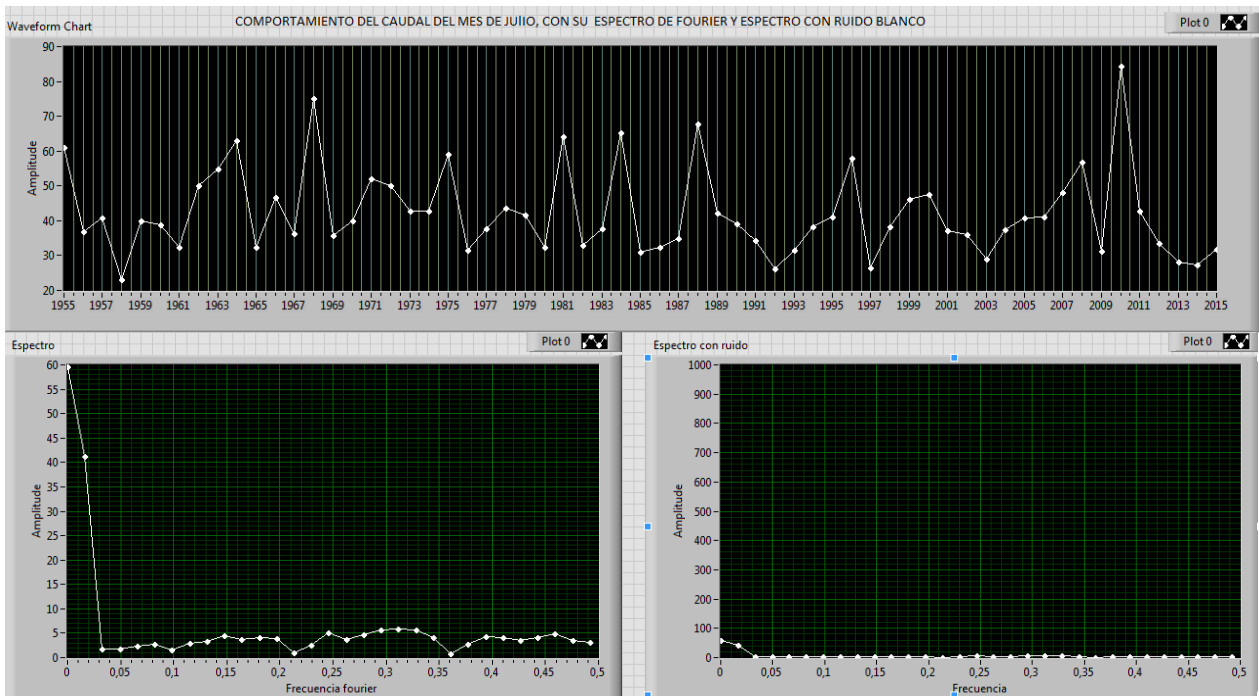 COMPORTAMIENTO DEL CAUDAL DEL MES DE JUlIO, CON SU ESPECTRO DE FOURIER Y ESPECTRO CON RUIDO BLANCO
Waveform Chart
Plot 0
90
80
70
60
50
40
30
20
Amplitude
1955 1957 1959 1961 1963 1965 1967 1969 1971 1973 1975 1977 1979 1981 1983 1985 1987 1989 1991 1993 1995 1997 1999 2001 2003 2005 2007 2009 2011 2013 2015
Espectro
Plot 0
60
55
50
45
40
35
30
25
20
15
10
5
0
Amplitude
0 0,05 0,1 0,15 0,2 0,25 0,3 0,35 0,4 0,45 0,5
Frecuencia fourier
Espectro con ruido
Plot 0
1000
900
800
700
600
500
400
300
200
100
0
Amplitude
0 0,05 0,1 0,15 0,2 0,25 0,3 0,35 0,4 0,45 0,5
Frecuencia